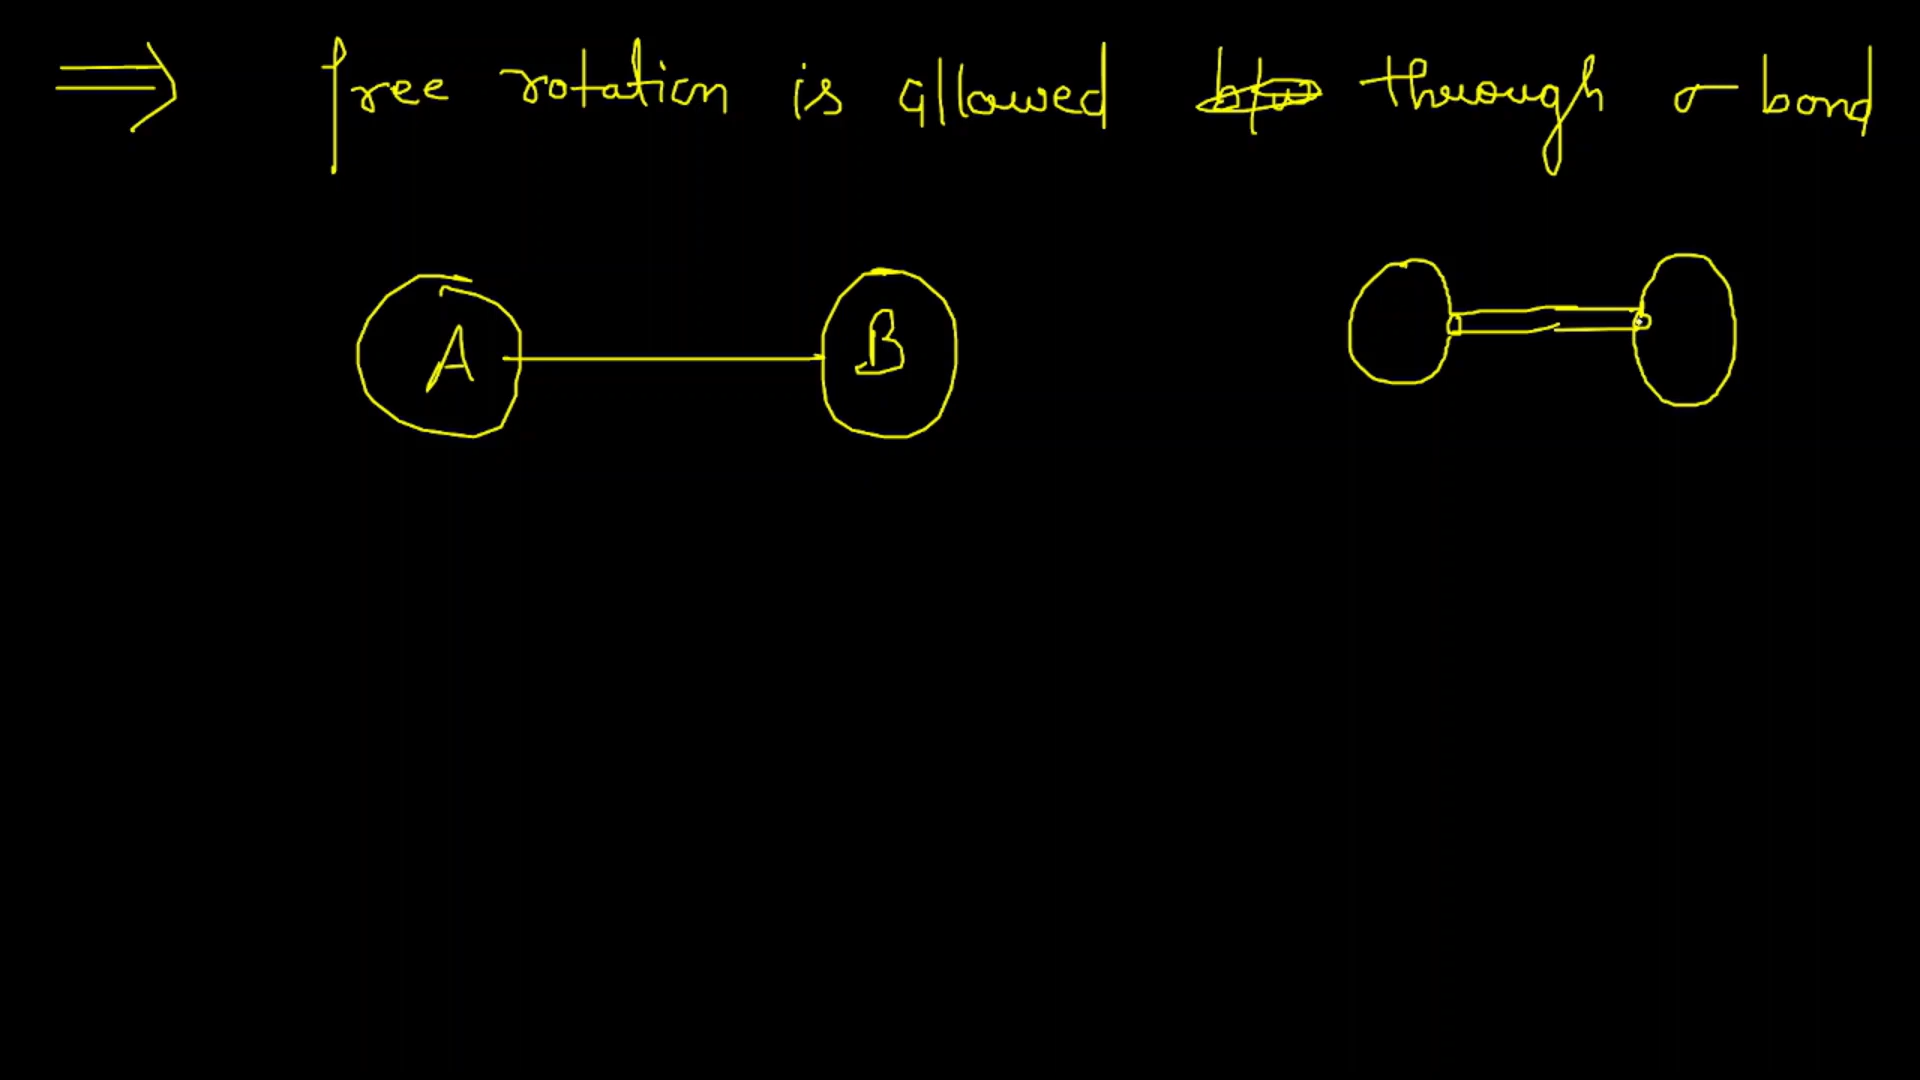 ⇒ free rotation is allowed through σ bond
A B